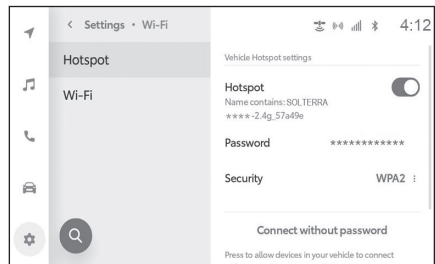 < Settings • Wi-Fi
4:12
Hotspot
Wi-Fi
Vehicle Hotspot settings
Hotspot
Name contains: SOLTERRA
****-2.4g_57a49e
Password ************
Security WPA2
Connect without password
Press to allow devices in your vehicle to connect